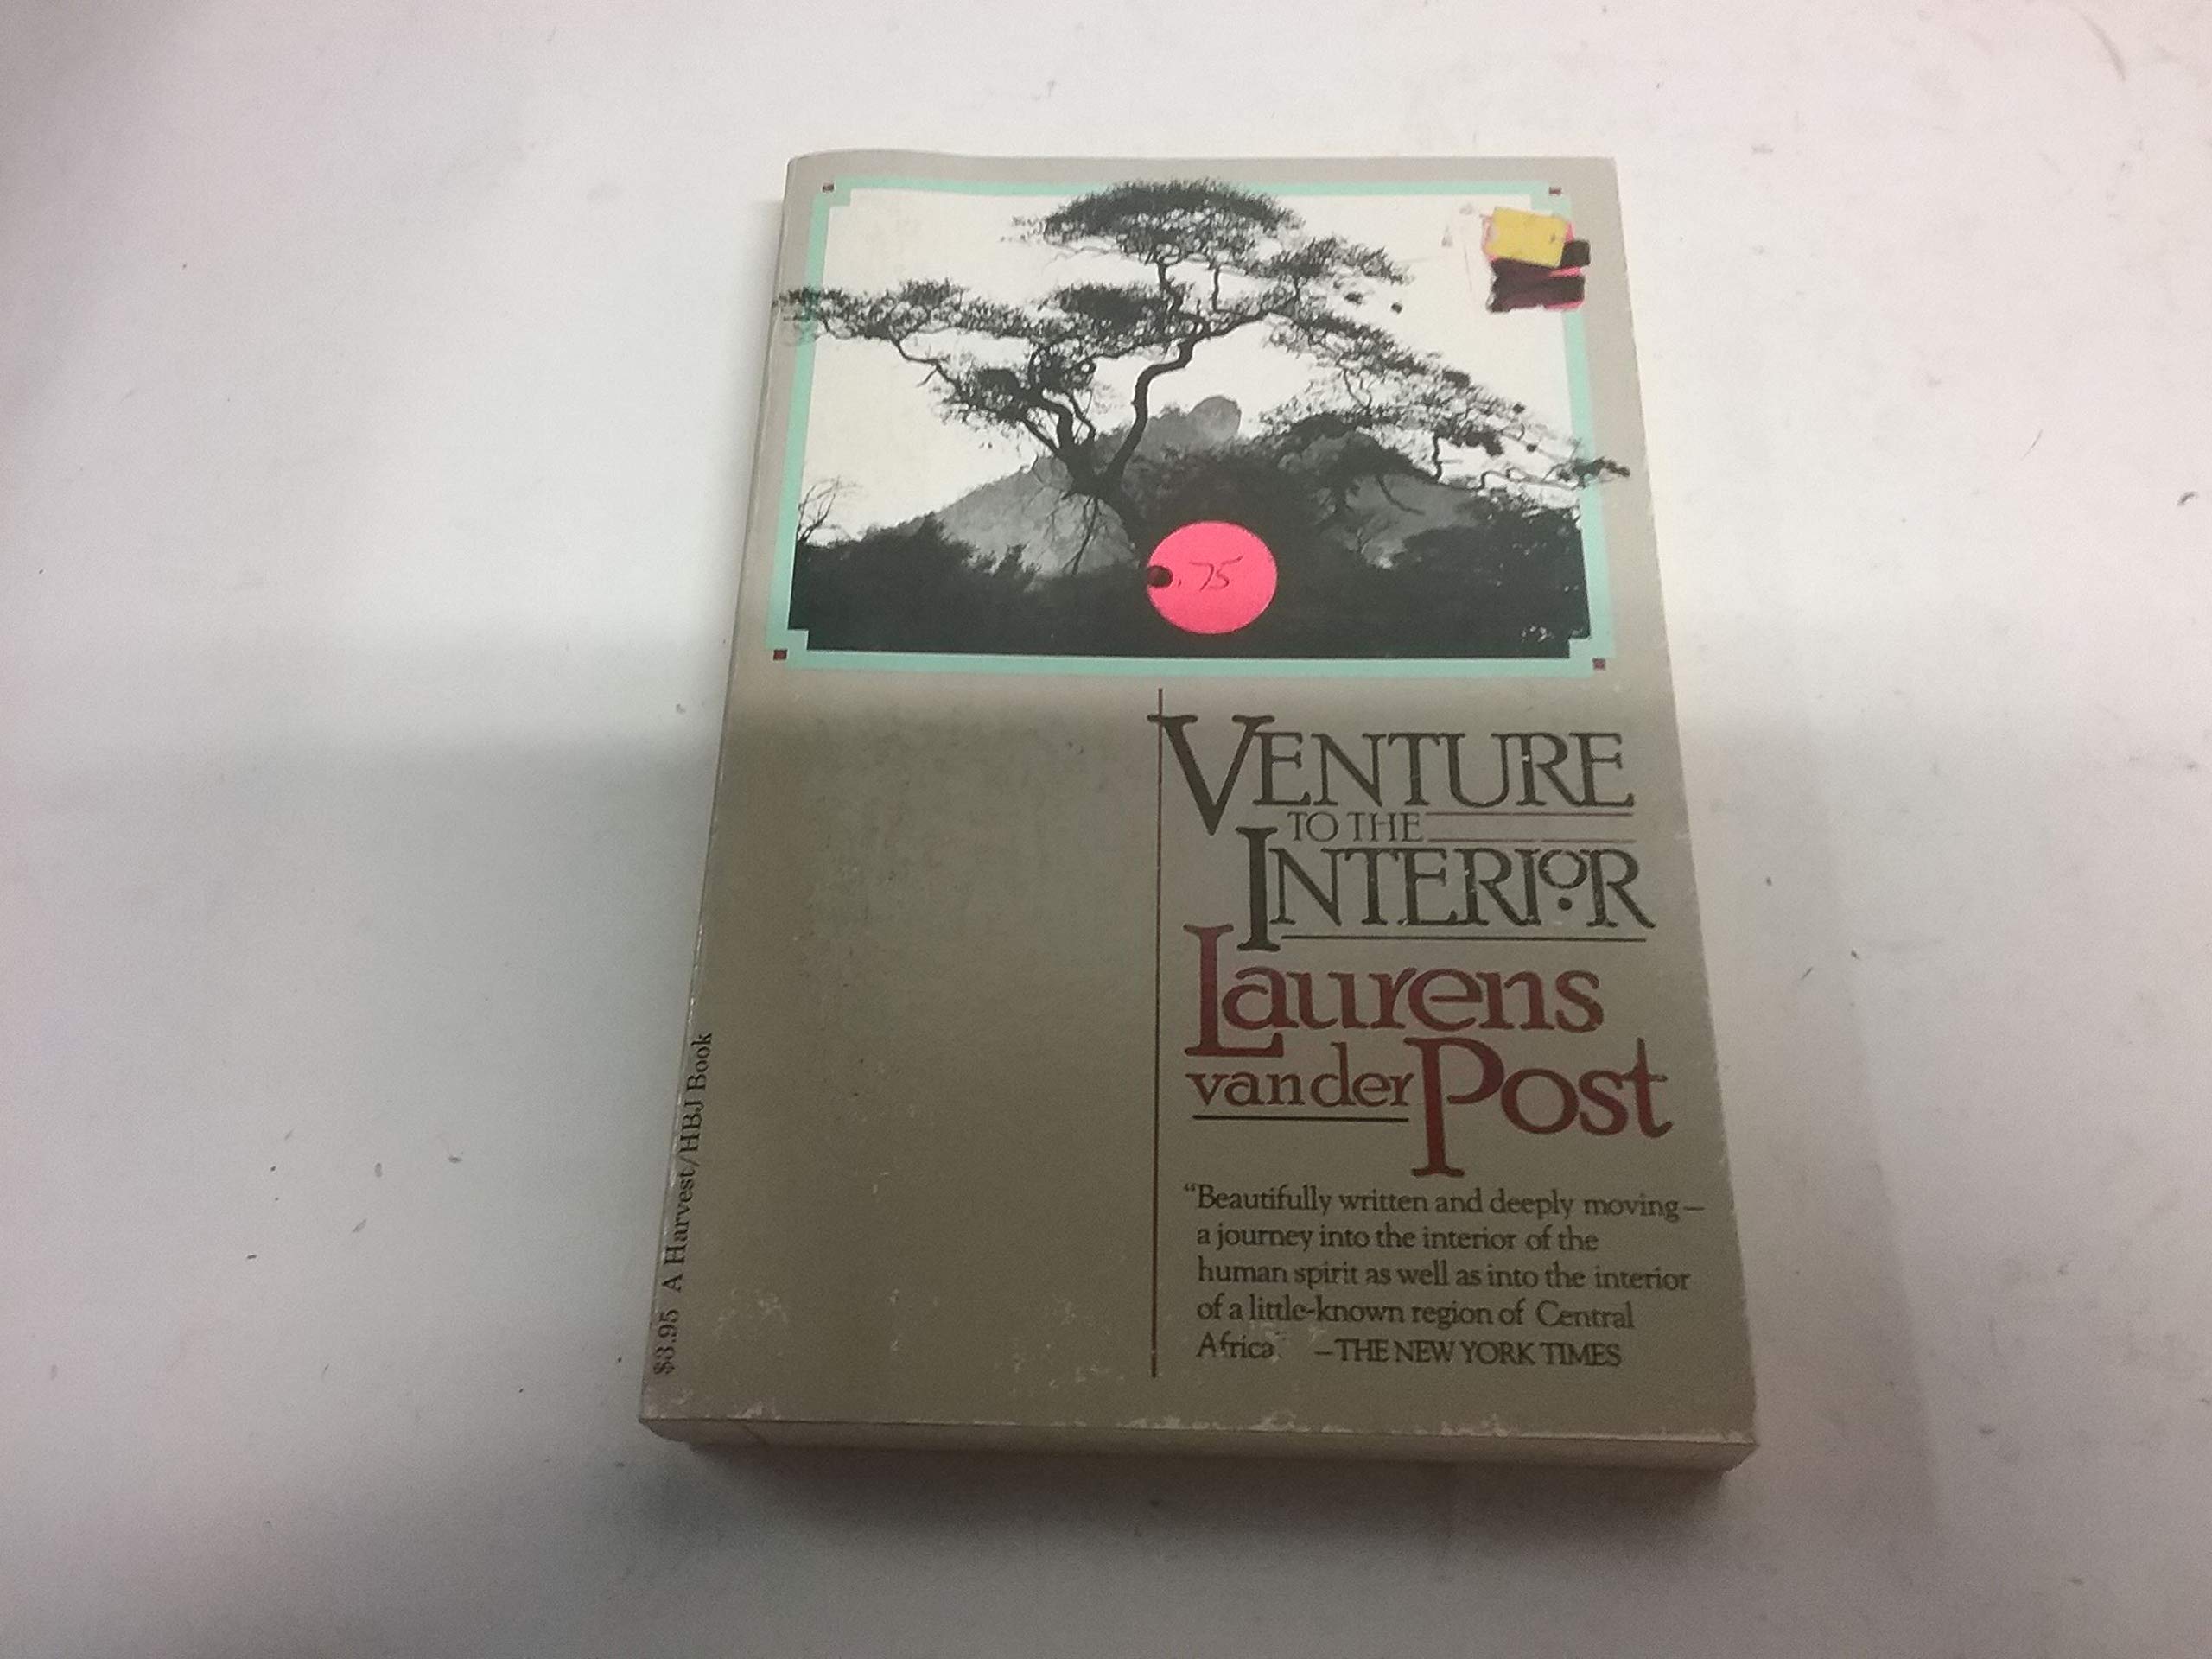 .75
VENTURE
TO THE
INTERIOR
Laurens
van der Post
"Beautifully written and deeply moving—
a journey into the interior of the
human spirit as well as into the interior
of a little-known region of Central
Africa." —THE NEW YORK TIMES
$3.95 A Harvest/HBJ Book